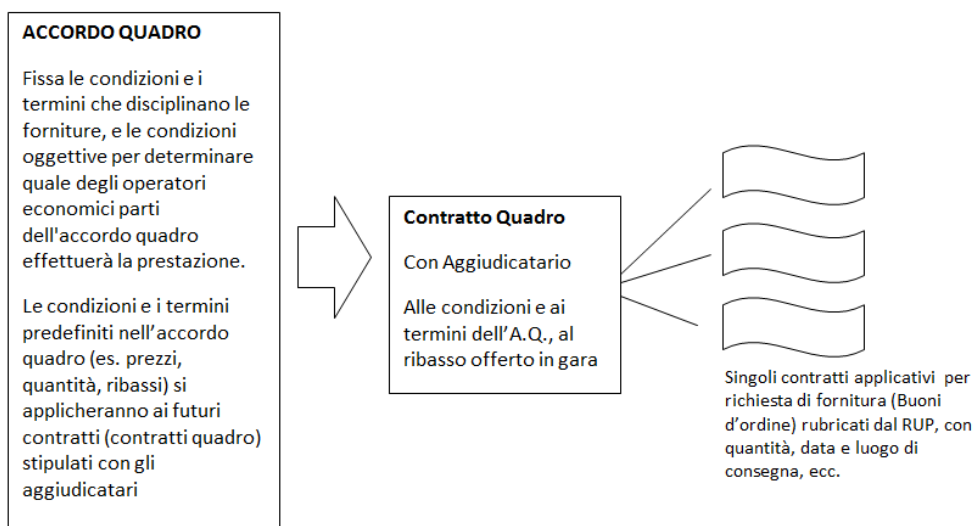 ACCORDO QUADRO
Fissa le condizioni e i
termini che disciplinano le
forniture, e le condizioni
oggettive per determinare
quale degli operatori
economici parti
dell'accordo quadro
effettuerà la prestazione.
Le condizioni e i termini
predefiniti nell’accordo
quadro (es. prezzi,
quantità, ribassi) si
applicheranno ai futuri
contratti (contratti quadro)
stipulati con gli
aggiudicatari
Contratto Quadro
Con Aggiudicatario
Alle condizioni e ai
termini dell’A.Q., al
ribasso offerto in gara
Singoli contratti applicativi per
richiesta di fornitura (Buoni
d’ordine) rubricati dal RUP, con
quantità, data e luogo di
consegna, ecc.